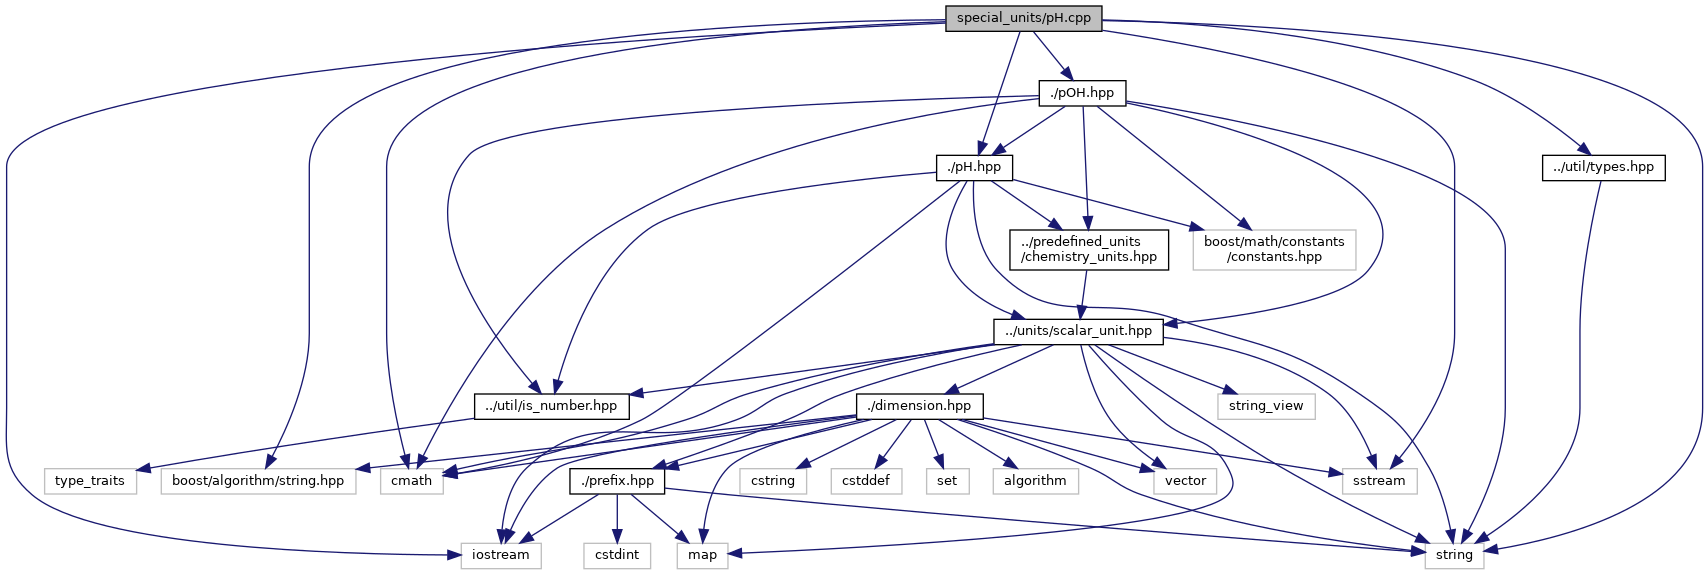 special_units/pH.cpp
./pOH.hpp
./pH.hpp
../util/types.hpp
../predefined_units
/chemistry_units.hpp
boost/math/constants
/constants.hpp
../units/scalar_unit.hpp
../util/is_number.hpp
./dimension.hpp
string_view
type_traits
boost/algorithm/string.hpp
cmath
./prefix.hpp
cstring
cstddef
set
algorithm
vector
sstream
iostream
cstdint
map
string